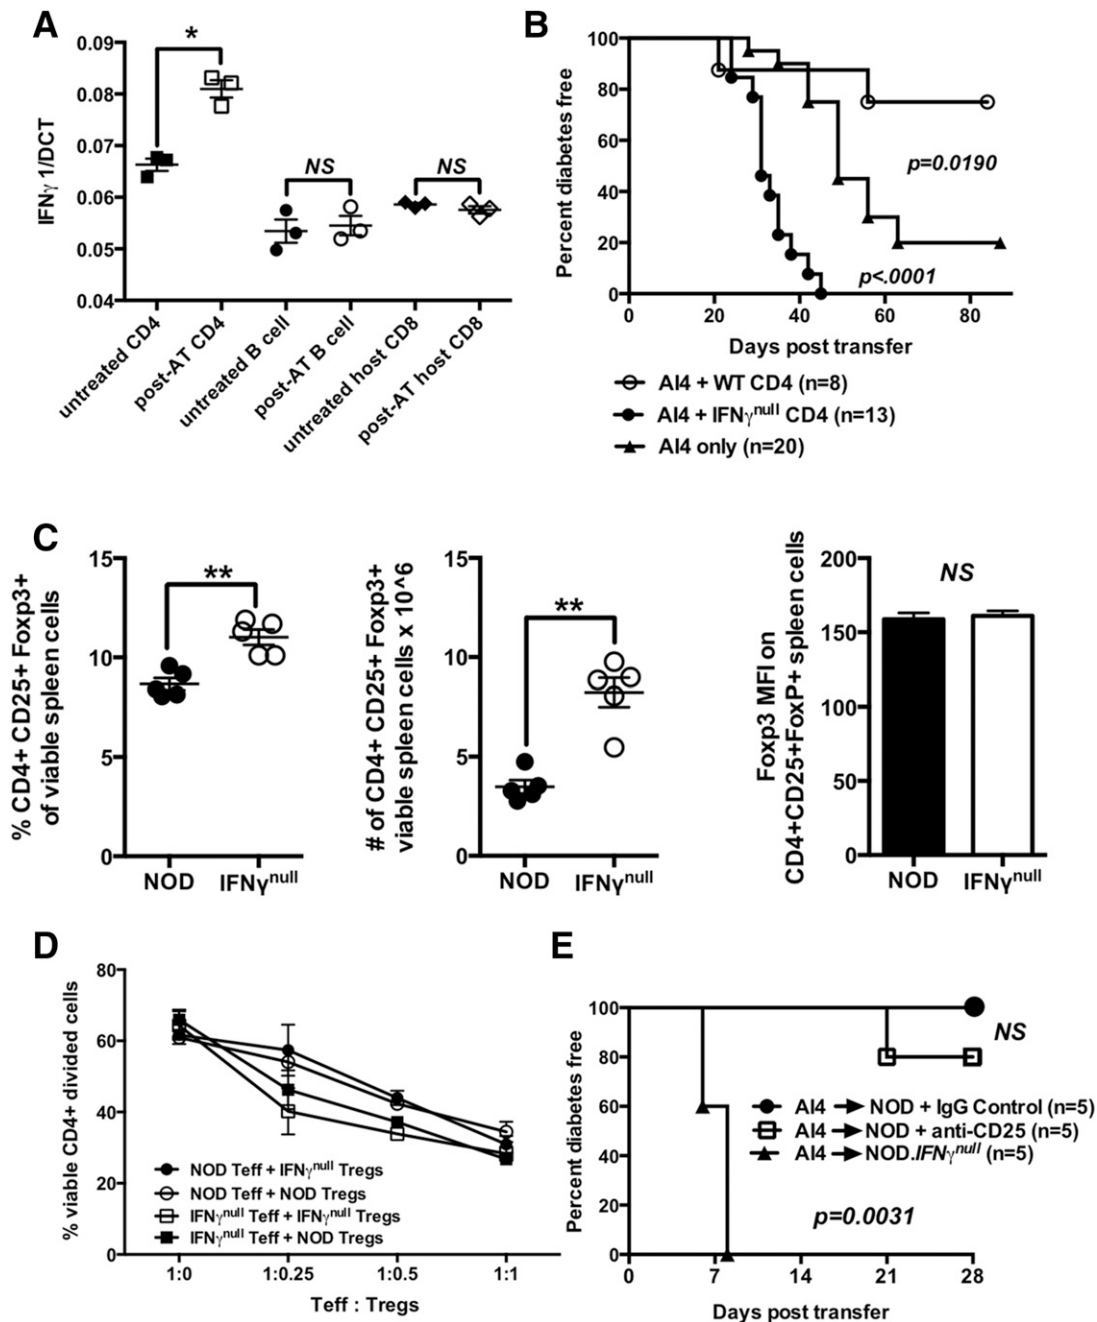 A
0.09
0.08
0.07
0.06
0.05
0.04
IFNγ 1/DCT
*
NS
NS
untreated CD4
post-AT CD4
untreated B cell
post-AT B cell
untreated host CD8
post-AT host CD8
B
100
80
60
40
20
0
Percent diabetes free
p=0.0190
p<.0001
0 20 40 60 80
Days post transfer
AI4 + WT CD4 (n=8)
AI4 + IFNγnull CD4 (n=13)
AI4 only (n=20)
C
15
10
5
0
% CD4+ CD25+ Foxp3+
of viable spleen cells
**
NOD IFNγnull
15
10
5
0
# of CD4+ CD25+ Foxp3+
viable spleen cells x 10^6
**
NOD IFNγnull
200
150
100
50
0
Foxp3 MFI on
CD4+CD25+FoxP+ spleen cells
NS
NOD IFNγnull
D
80
60
40
20
0
% viable CD4+ divided cells
NOD Teff + IFNγnull Tregs
NOD Teff + NOD Tregs
IFNγnull Teff + IFNγnull Tregs
IFNγnull Teff + NOD Tregs
1:0 1:0.25 1:0.5 1:1
Teff : Tregs
E
100
80
60
40
20
0
Percent diabetes free
NS
AI4 → NOD + IgG Control (n=5)
AI4 → NOD + anti-CD25 (n=5)
AI4 → NOD.IFNγnull (n=5)
p=0.0031
0 7 14 21 28
Days post transfer